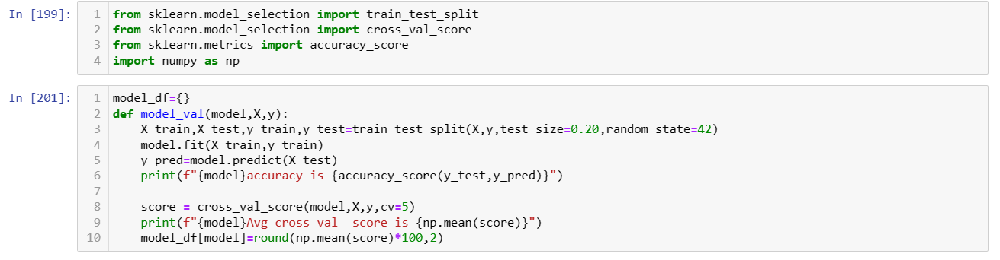 In [199]:
1 from sklearn.model_selection import train_test_split
2 from sklearn.model_selection import cross_val_score
3 from sklearn.metrics import accuracy_score
4 import numpy as np
In [201]:
1 model_df={}
2 def model_val(model,X,y):
3     X_train,X_test,y_train,y_test=train_test_split(X,y,test_size=0.20,random_state=42)
4     model.fit(X_train,y_train)
5     y_pred=model.predict(X_test)
6     print(f"{model}accuracy is {accuracy_score(y_test,y_pred)}")
7
8     score = cross_val_score(model,X,y,cv=5)
9     print(f"{model}Avg cross val  score is {np.mean(score)}")
10     model_df[model]=round(np.mean(score)*100,2)